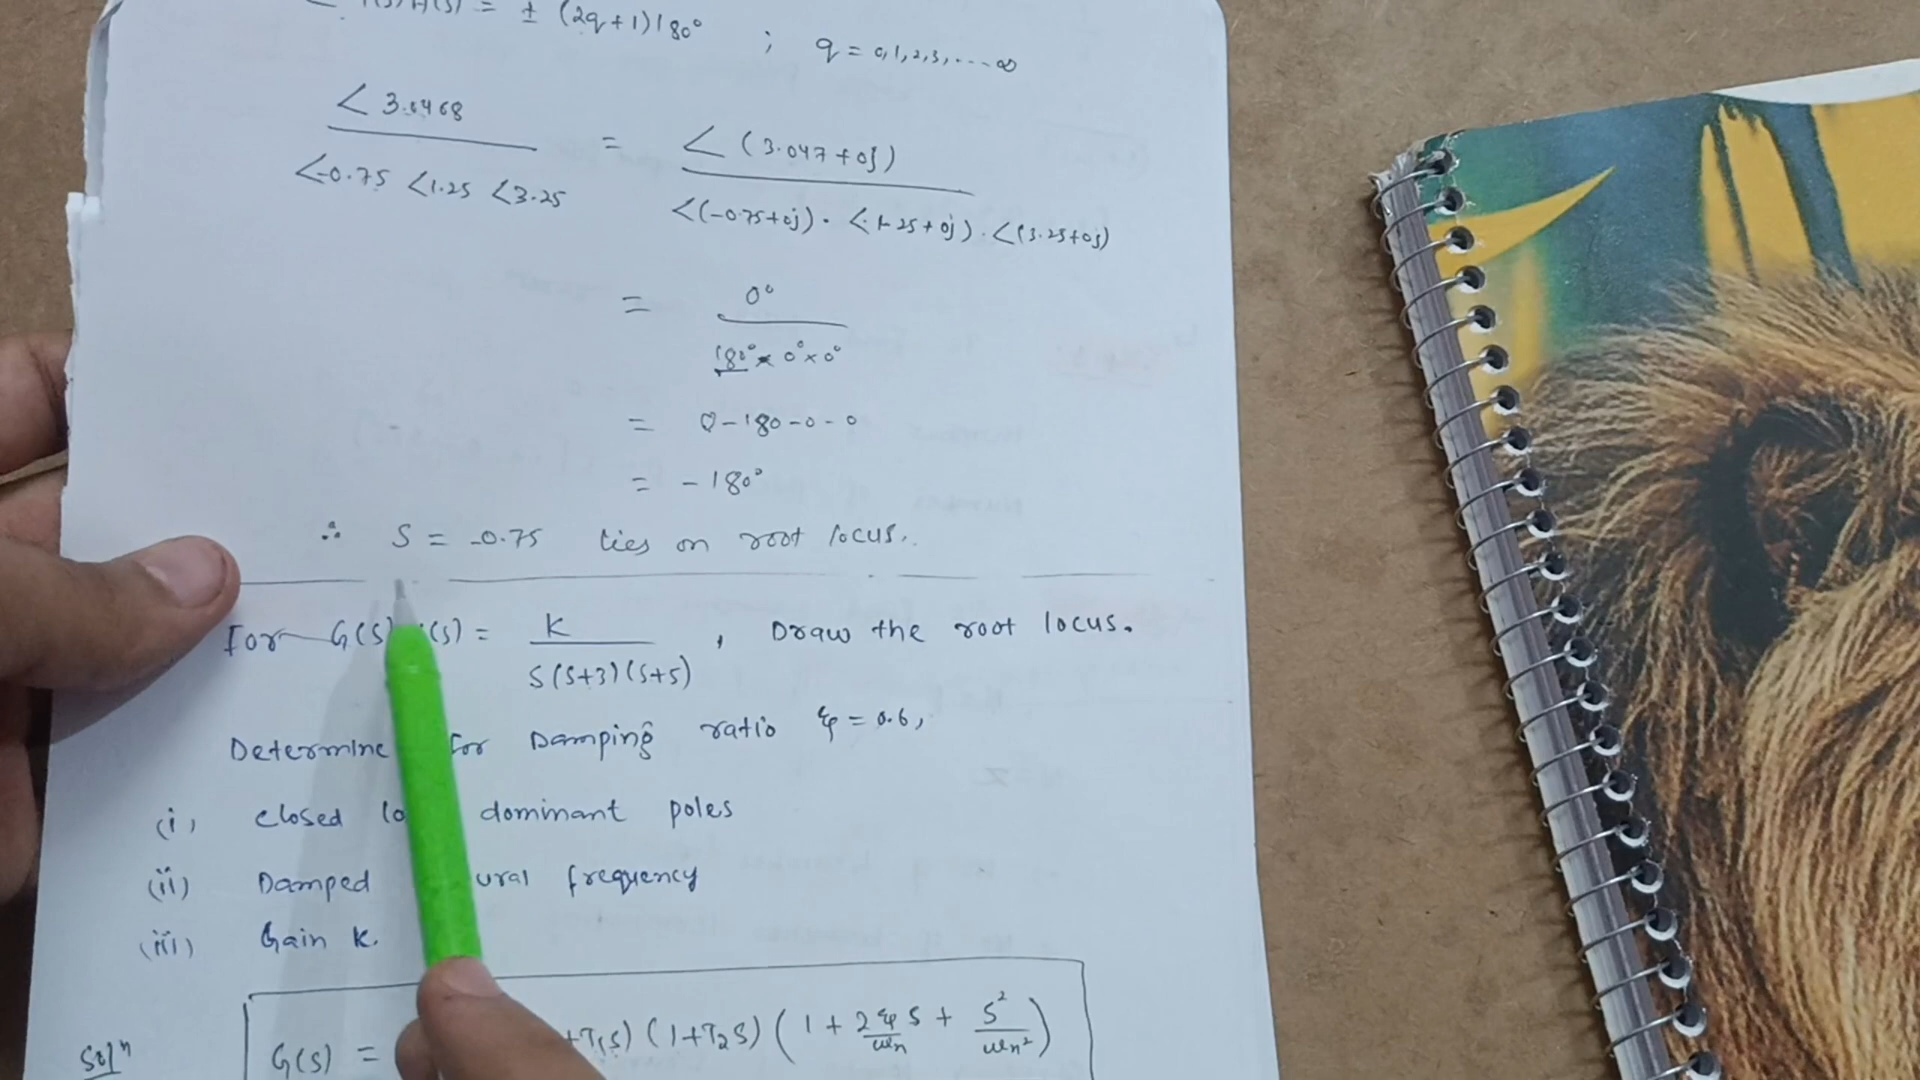 = ± (2q+1)180° ; q = 0,1,2,3,....∞
∠3.0468 / ∠-0.75 ∠1.25 ∠3.25 = ∠(3.047+0j) / ∠(-0.75+0j) . ∠(1.25+0j) . ∠(3.25+0j)
= 0° / 180° × 0° × 0°
= 0-180-0-0
= -180°
∴ S = -0.75 lies on root locus.
For G(S) (S) = K / S(S+3)(S+5) , Draw the root locus.
Determine for Damping ratio ξ = 0.6,
(i) closed dominant poles
(ii) Damped frequency
(iii) Gain K.
Solⁿ
G(S) = +T₁S) (1+T₂S) (1 + 2ξS/ωn + S²/ωn²)